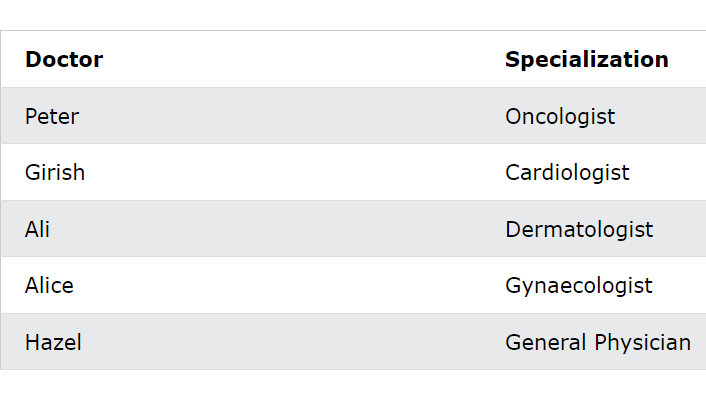 Doctor Specialization
Peter Oncologist
Girish Cardiologist
Ali Dermatologist
Alice Gynaecologist
Hazel General Physician